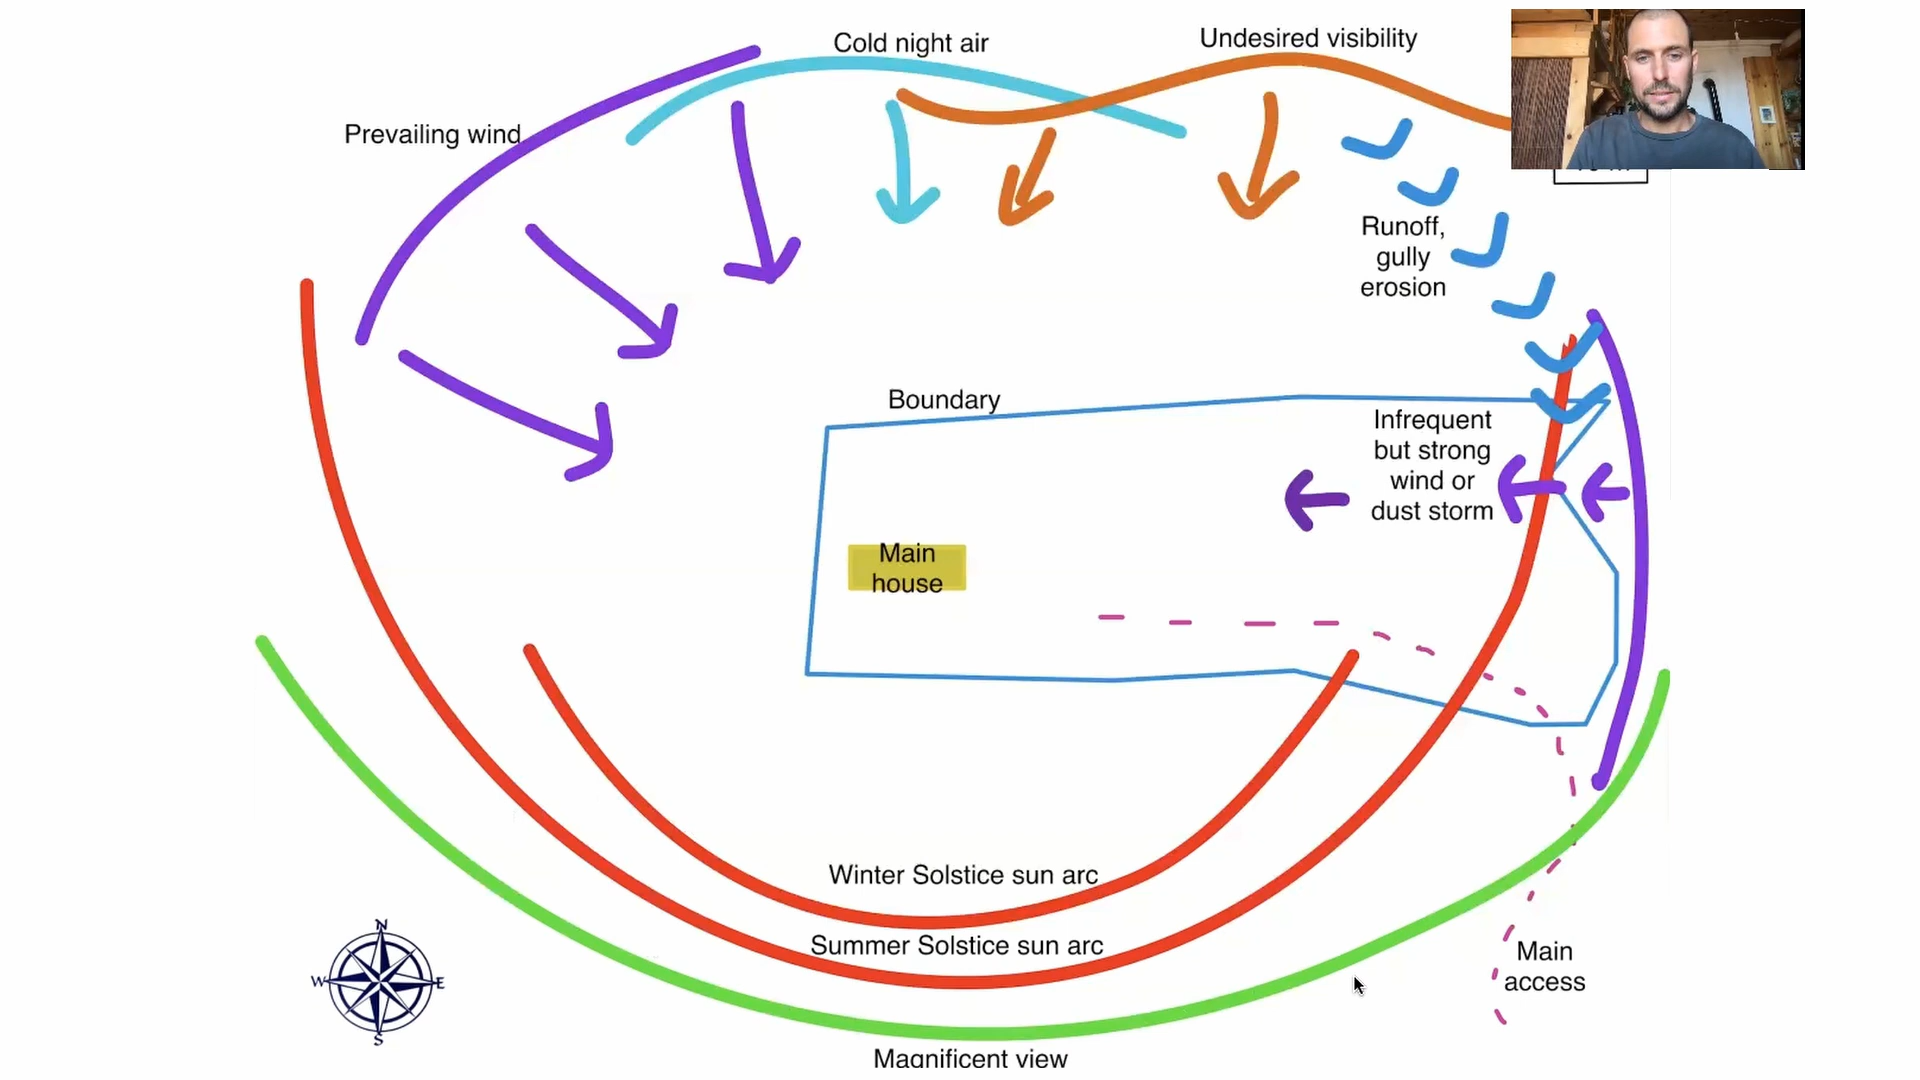 Cold night air
Undesired visibility
Prevailing wind
Runoff,
gully
erosion
Boundary
Infrequent
but strong
wind or
dust storm
Main
house
Winter Solstice sun arc
Summer Solstice sun arc
Main
access
N
W
E
S
Magnificent view